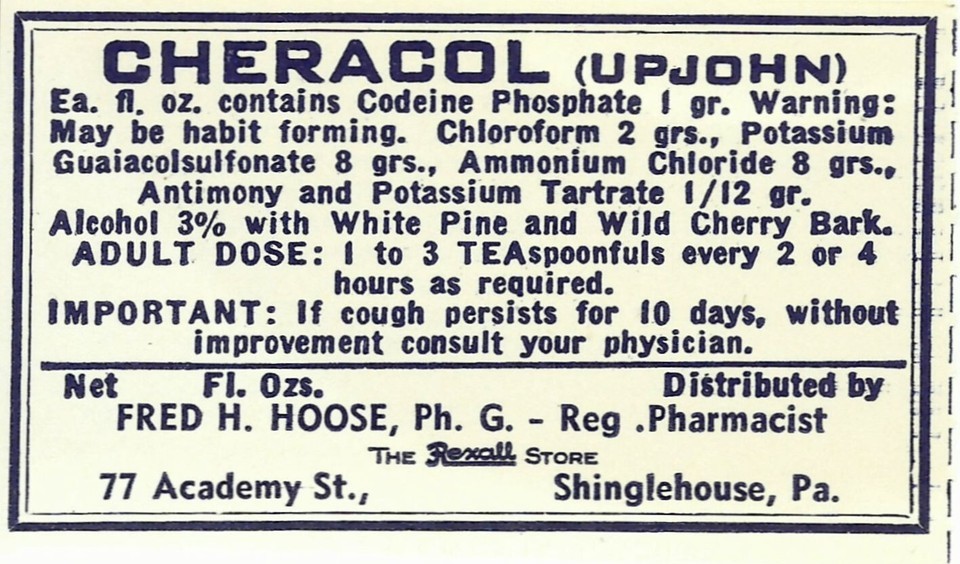 CHERACOL (UPJOHN)
Ea. fl. oz. contains Codeine Phosphate 1 gr. Warning:
May be habit forming. Chloroform 2 grs., Potassium
Guaiacolsulfonate 8 grs., Ammonium Chloride 8 grs.,
Antimony and Potassium Tartrate 1/12 gr.
Alcohol 3% with White Pine and Wild Cherry Bark.
ADULT DOSE: 1 to 3 TEAspoonfuls every 2 or 4
hours as required.
IMPORTANT: If cough persists for 10 days, without
improvement consult your physician.
Net Fl. Ozs. Distributed by
FRED H. HOOSE, Ph. G. - Reg .Pharmacist
THE Rexall STORE
77 Academy St., Shinglehouse, Pa.